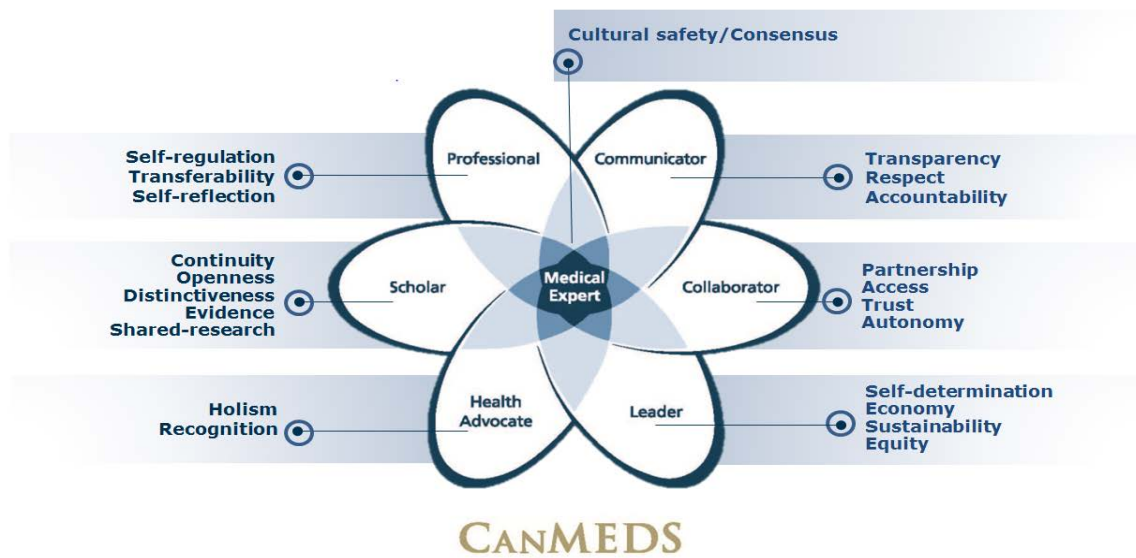 Cultural safety/Consensus
Self-regulation
Transferability
Self-reflection
Professional
Communicator
Transparency
Respect
Accountability
Continuity
Openness
Distinctiveness
Evidence
Shared-research
Scholar
Medical
Expert
Collaborator
Partnership
Access
Trust
Autonomy
Holism
Recognition
Health
Advocate
Leader
Self-determination
Economy
Sustainability
Equity
CANMEDS